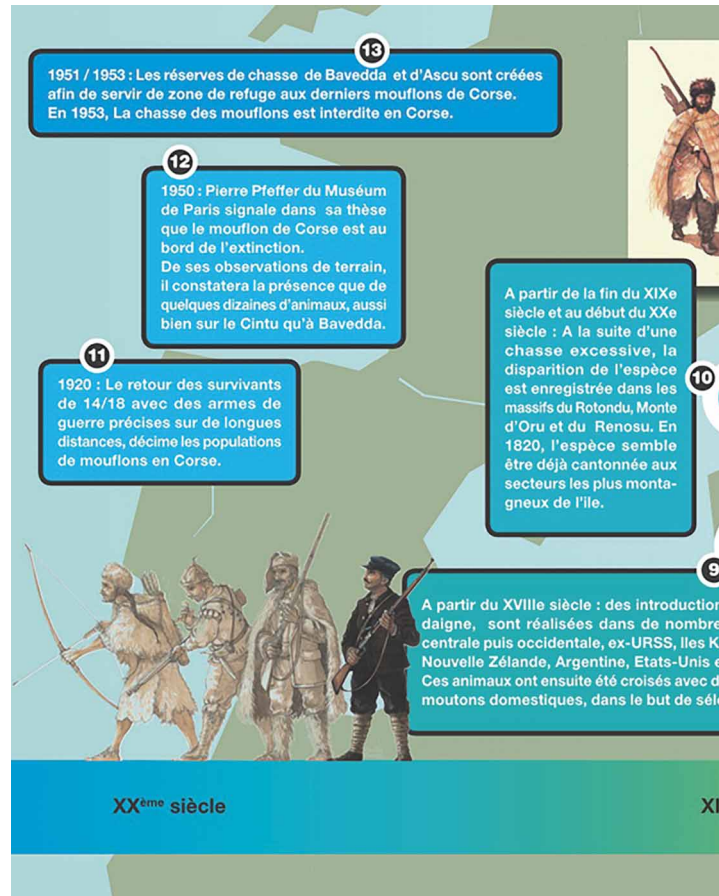 13
1951 / 1953 : Les réserves de chasse de Bavedda et d'Ascu sont créées
afin de servir de zone de refuge aux derniers mouflons de Corse.
En 1953, La chasse des mouflons est interdite en Corse.
12
1950 : Pierre Pfeffer du Muséum
de Paris signale dans sa thèse
que le mouflon de Corse est au
bord de l'extinction.
De ses observations de terrain,
il constatera la présence que de
quelques dizaines d'animaux, aussi
bien sur le Cintu qu'à Bavedda.
11
1920 : Le retour des survivants
de 14/18 avec des armes de
guerre précises sur de longues
distances, décime les populations
de mouflons en Corse.
10
A partir de la fin du XIXe
siècle et au début du XXe
siècle : A la suite d'une
chasse excessive, la
disparition de l'espèce
est enregistrée dans les
massifs du Rotondu, Monte
d'Oru et du Renosu. En
1820, l'espèce semble
être déjà cantonnée aux
secteurs les plus monta-
gneux de l'île.
9
A partir du XVIIIe siècle : des introduction
daigne, sont réalisées dans de nombre
centrale puis occidentale, ex-URSS, Iles K
Nouvelle Zélande, Argentine, Etats-Unis e
Ces animaux ont ensuite été croisés avec d
moutons domestiques, dans le but de séle
XXème siècle
XI